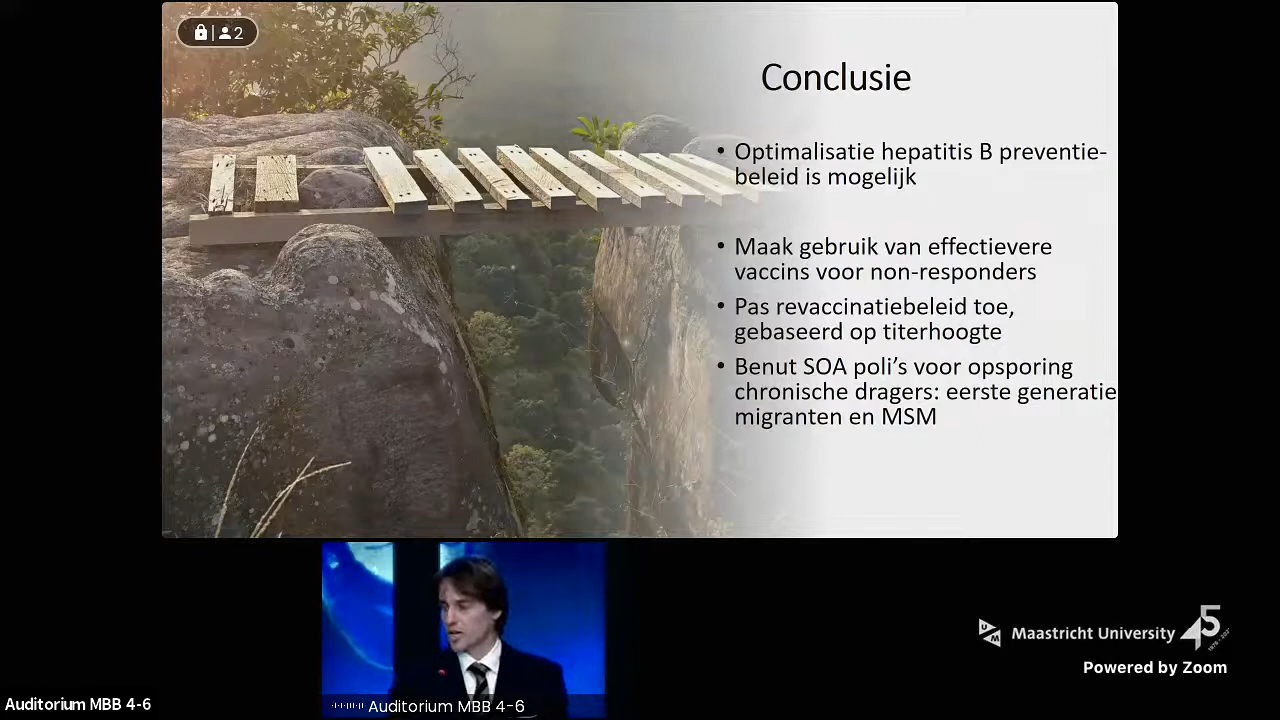 2
Conclusie
• Optimalisatie hepatitis B preventie-
beleid is mogelijk
• Maak gebruik van effectievere
vaccins voor non-responders
• Pas revaccinatiebeleid toe,
gebaseerd op titerhoogte
• Benut SOA poli’s voor opsporing
chronische dragers: eerste generatie
migranten en MSM
Maastricht University
45
Powered by Zoom
Auditorium MBB 4-6
Auditorium MBB 4-6